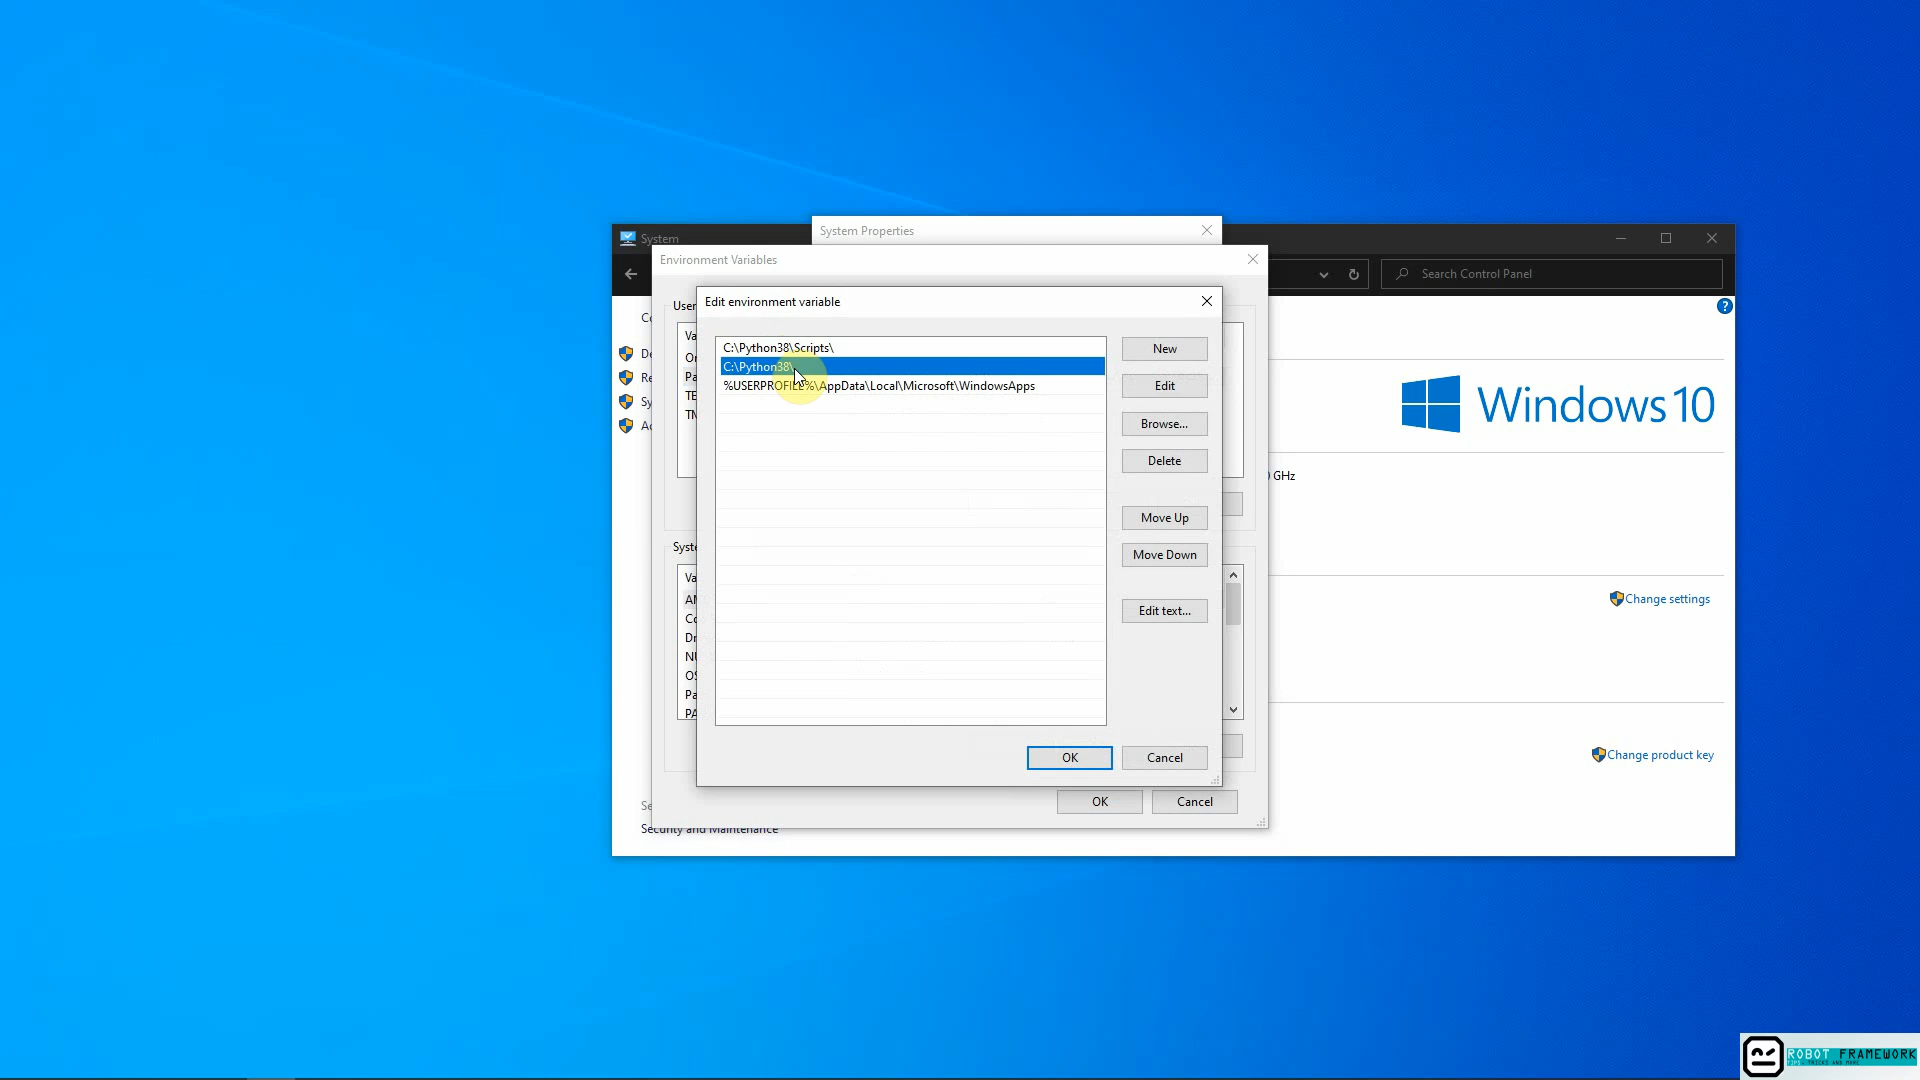 System Properties
System
Environment Variables
Search Control Panel
User
Edit environment variable
C:\Python38\Scripts\
New
C:\Python38\
Edit
%USERPROFILE%\AppData\Local\Microsoft\WindowsApps
Browse...
Windows 10
Delete
GHz
Move Up
Move Down
Edit text...
Change settings
OK
Cancel
Change product key
OK
Cancel
Security and Maintenance
ROBOT FRAMEWORK